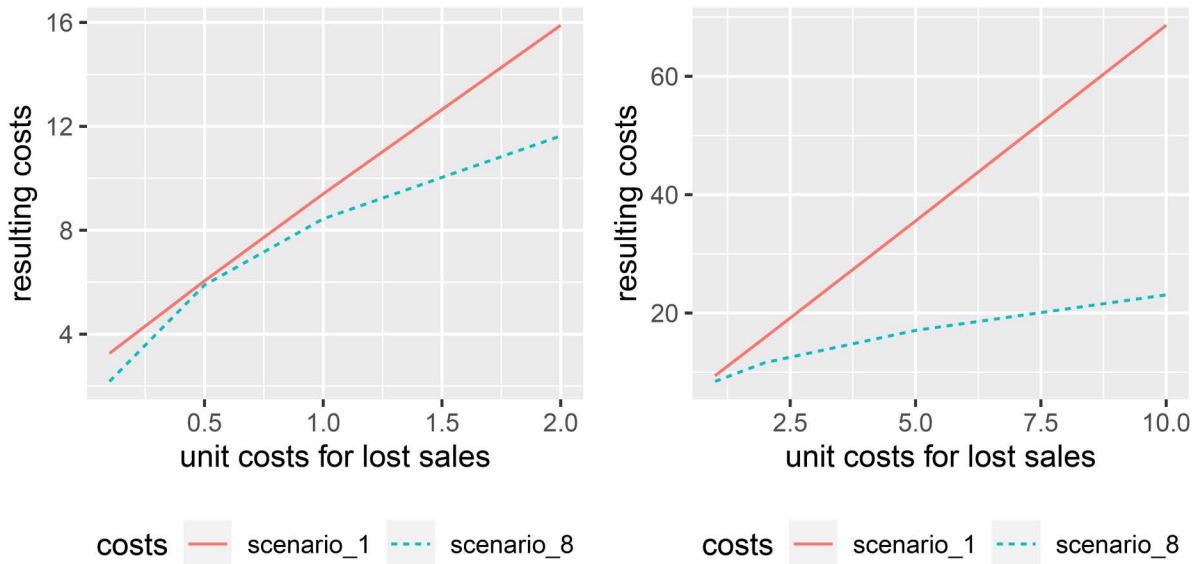 resulting costs
16
12
8
4
0.5 1.0 1.5 2.0
unit costs for lost sales
costs scenario_1 scenario_8
resulting costs
60
40
20
2.5 5.0 7.5 10.0
unit costs for lost sales
costs scenario_1 scenario_8